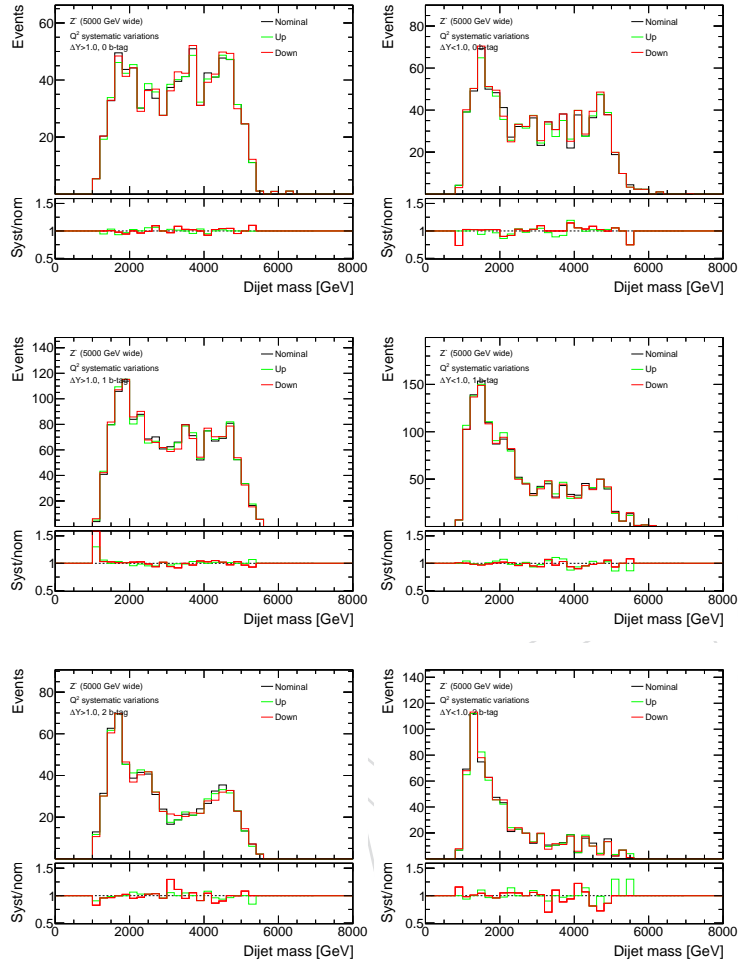 Events
60
40
20
Z' (5000 GeV wide)
Q² systematic variations
ΔY>1.0, 0 b-tag
Nominal
Up
Down
Syst/nom
1.5
1
0.5
0 2000 4000 6000 8000
Dijet mass [GeV]
Events
80
60
40
20
Z' (5000 GeV wide)
Q² systematic variations
ΔY<1.0, 0 b-tag
Nominal
Up
Down
Syst/nom
1.5
1
0.5
0 2000 4000 6000 8000
Dijet mass [GeV]
Events
140
120
100
80
60
40
20
Z' (5000 GeV wide)
Q² systematic variations
ΔY>1.0, 1 b-tag
Nominal
Up
Down
Syst/nom
1.5
1
0.5
0 2000 4000 6000 8000
Dijet mass [GeV]
Events
150
100
50
Z' (5000 GeV wide)
Q² systematic variations
ΔY<1.0, 1 b-tag
Nominal
Up
Down
Syst/nom
1.5
1
0.5
0 2000 4000 6000 8000
Dijet mass [GeV]
Events
80
60
40
20
Z' (5000 GeV wide)
Q² systematic variations
ΔY>1.0, 2 b-tag
Nominal
Up
Down
Syst/nom
1.5
1
0.5
0 2000 4000 6000 8000
Dijet mass [GeV]
Events
140
120
100
80
60
40
20
Z' (5000 GeV wide)
Q² systematic variations
ΔY<1.0, 2 b-tag
Nominal
Up
Down
Syst/nom
1.5
1
0.5
0 2000 4000 6000 8000
Dijet mass [GeV]